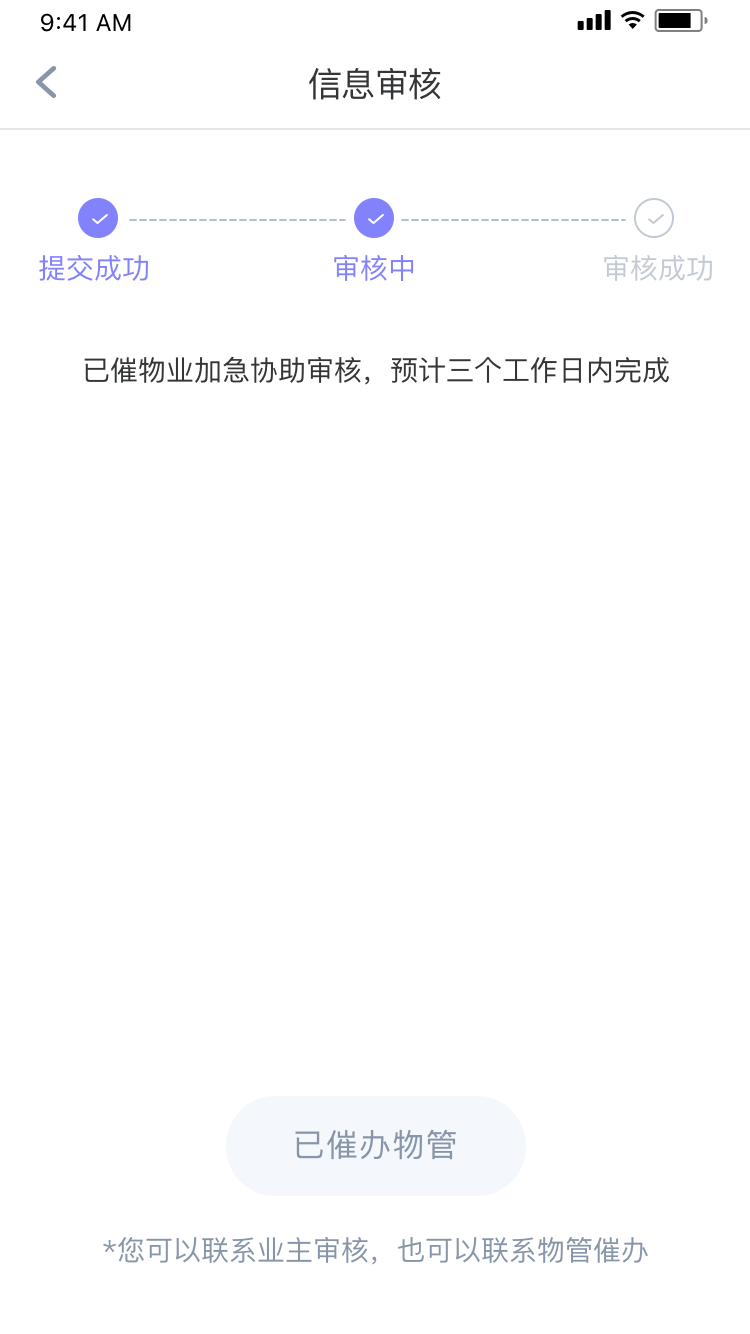 9:41 AM
信息审核
提交成功 审核中 审核成功
已催物业加急协助审核，预计三个工作日内完成
已催办物管
*您可以联系业主审核，也可以联系物管催办